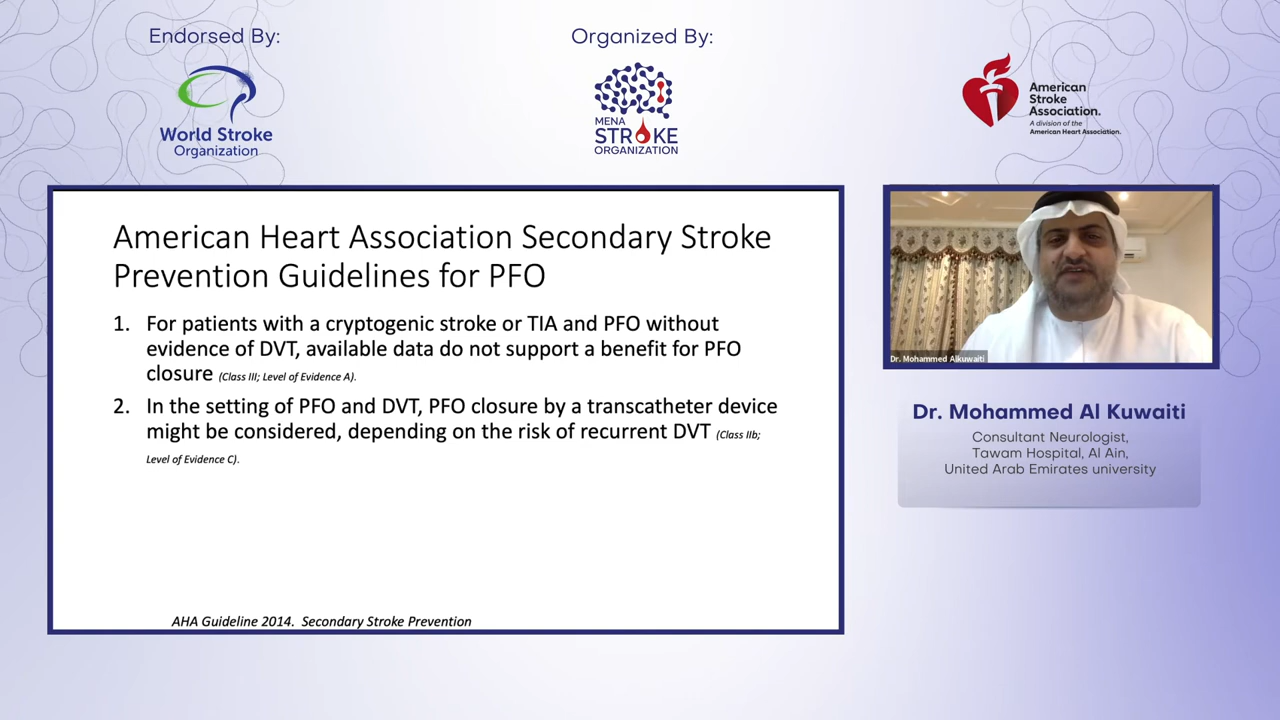 Endorsed By:
World Stroke
Organization
Organized By:
MENA
STROKE
ORGANIZATION
American
Stroke
Association.
A division of the
American Heart Association.
American Heart Association Secondary Stroke
Prevention Guidelines for PFO
1. For patients with a cryptogenic stroke or TIA and PFO without
evidence of DVT, available data do not support a benefit for PFO
closure (Class III; Level of Evidence A).
2. In the setting of PFO and DVT, PFO closure by a transcatheter device
might be considered, depending on the risk of recurrent DVT (Class IIb;
Level of Evidence C).
AHA Guideline 2014. Secondary Stroke Prevention
Dr. Mohammed Alkuwaiti
Dr. Mohammed Al Kuwaiti
Consultant Neurologist,
Tawam Hospital, Al Ain,
United Arab Emirates university